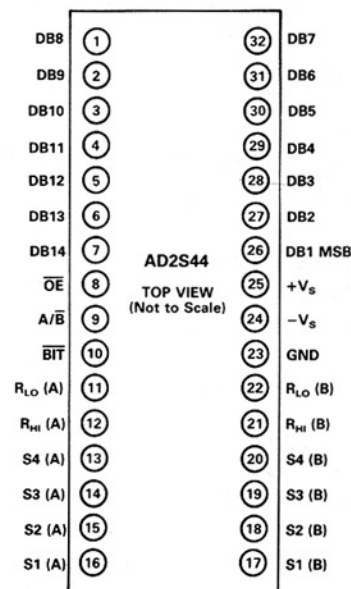 DB8 1 32 DB7
DB9 2 31 DB6
DB10 3 30 DB5
DB11 4 29 DB4
DB12 5 28 DB3
DB13 6 27 DB2
DB14 7 26 DB1 MSB
AD2S44
O̅E̅ 8 25 +Vs
TOP VIEW
(Not to Scale)
A/B̅ 9 24 −Vs
B̅I̅T̅ 10 23 GND
RLO (A) 11 22 RLO (B)
RHI (A) 12 21 RHI (B)
S4 (A) 13 20 S4 (B)
S3 (A) 14 19 S3 (B)
S2 (A) 15 18 S2 (B)
S1 (A) 16 17 S1 (B)